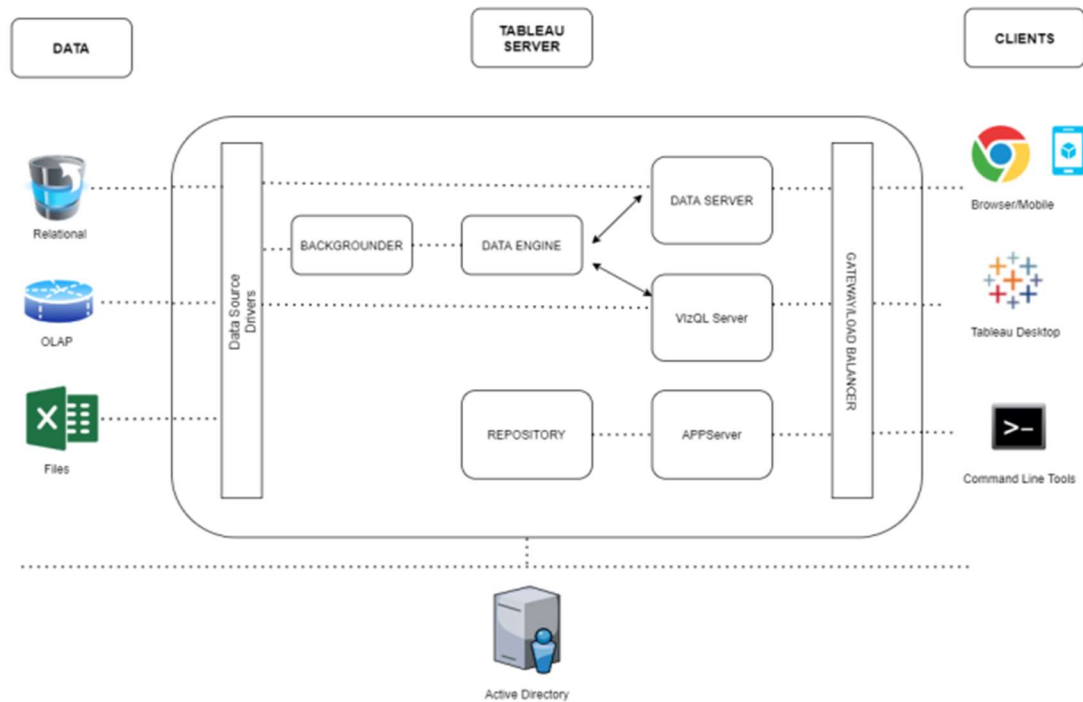 DATA
TABLEAU
SERVER
CLIENTS
Relational
OLAP
Files
Data Source
Drivers
BACKGROUNDER
DATA ENGINE
DATA SERVER
VIzQL Server
REPOSITORY
APPServer
GATEWAY/LOAD BALANCER
Browser/Mobile
Tableau Desktop
Command Line Tools
Active Directory